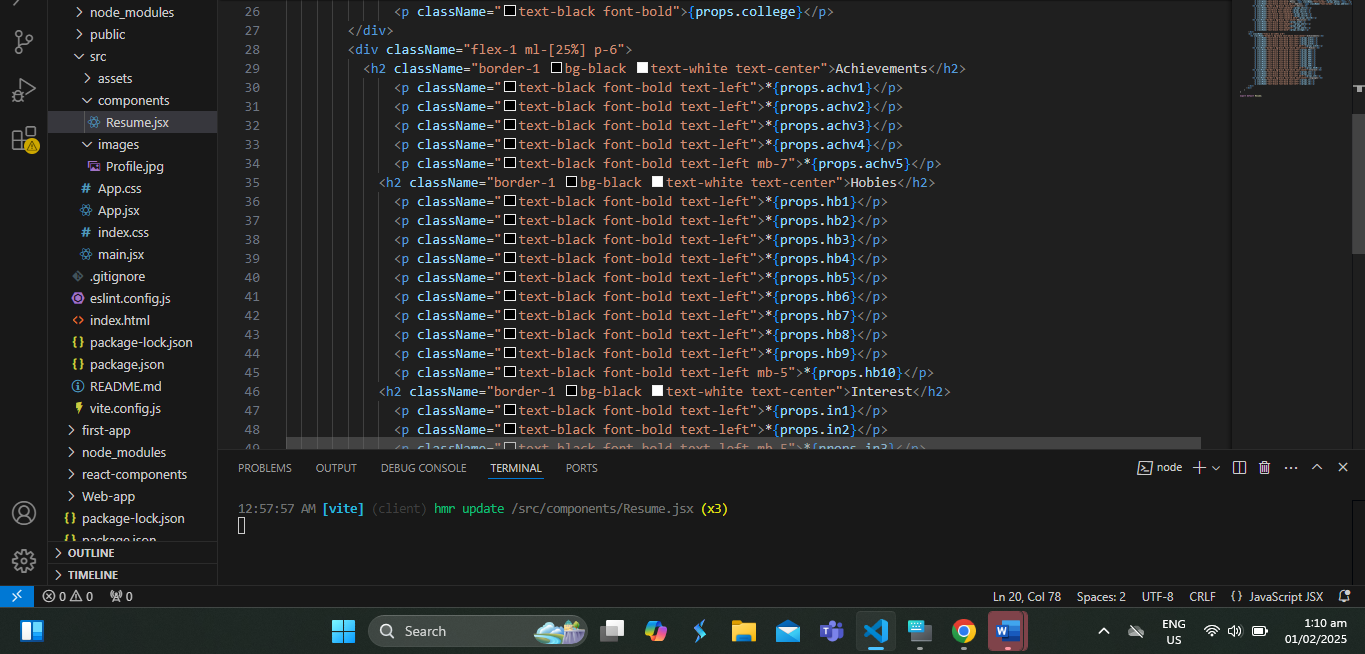 node_modules
public
src
assets
components
Resume.jsx
images
Profile.jpg
App.css
App.jsx
index.css
main.jsx
.gitignore
eslint.config.js
index.html
package-lock.json
package.json
README.md
vite.config.js
first-app
node_modules
react-components
Web-app
package-lock.json
package.json
OUTLINE
TIMELINE
26 <p className="text-black font-bold">{props.college}</p>
27 </div>
28 <div className="flex-1 ml-[25%] p-6">
29 <h2 className="border-1 bg-black text-white text-center">Achievements</h2>
30 <p className="text-black font-bold text-left">*{props.achv1}</p>
31 <p className="text-black font-bold text-left">*{props.achv2}</p>
32 <p className="text-black font-bold text-left">*{props.achv3}</p>
33 <p className="text-black font-bold text-left">*{props.achv4}</p>
34 <p className="text-black font-bold text-left mb-7">*{props.achv5}</p>
35 <h2 className="border-1 bg-black text-white text-center">Hobies</h2>
36 <p className="text-black font-bold text-left">*{props.hb1}</p>
37 <p className="text-black font-bold text-left">*{props.hb2}</p>
38 <p className="text-black font-bold text-left">*{props.hb3}</p>
39 <p className="text-black font-bold text-left">*{props.hb4}</p>
40 <p className="text-black font-bold text-left">*{props.hb5}</p>
41 <p className="text-black font-bold text-left">*{props.hb6}</p>
42 <p className="text-black font-bold text-left">*{props.hb7}</p>
43 <p className="text-black font-bold text-left">*{props.hb8}</p>
44 <p className="text-black font-bold text-left">*{props.hb9}</p>
45 <p className="text-black font-bold text-left mb-5">*{props.hb10}</p>
46 <h2 className="border-1 bg-black text-white text-center">Interest</h2>
47 <p className="text-black font-bold text-left">*{props.in1}</p>
48 <p className="text-black font-bold text-left">*{props.in2}</p>
49 <p className="text-black font-bold text-left mb-5">*{props.in3}</p>
PROBLEMS OUTPUT DEBUG CONSOLE TERMINAL PORTS node
12:57:57 AM [vite] (client) hmr update /src/components/Resume.jsx (x3)
0 0 0 Ln 20, Col 78 Spaces: 2 UTF-8 CRLF {} JavaScript JSX
Search ENG 1:10 am
US 01/02/2025